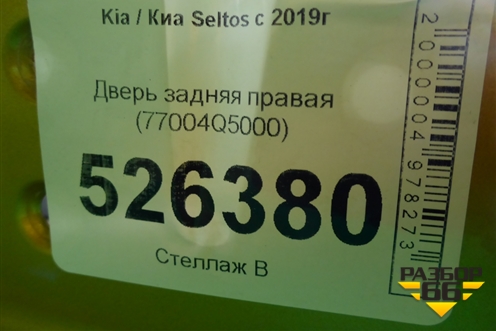 Kia / Киа Seltos с 2019г
Дверь задняя правая
(77004Q5000)
526380
Стеллаж В
2000004978273
РАЗБОР
66